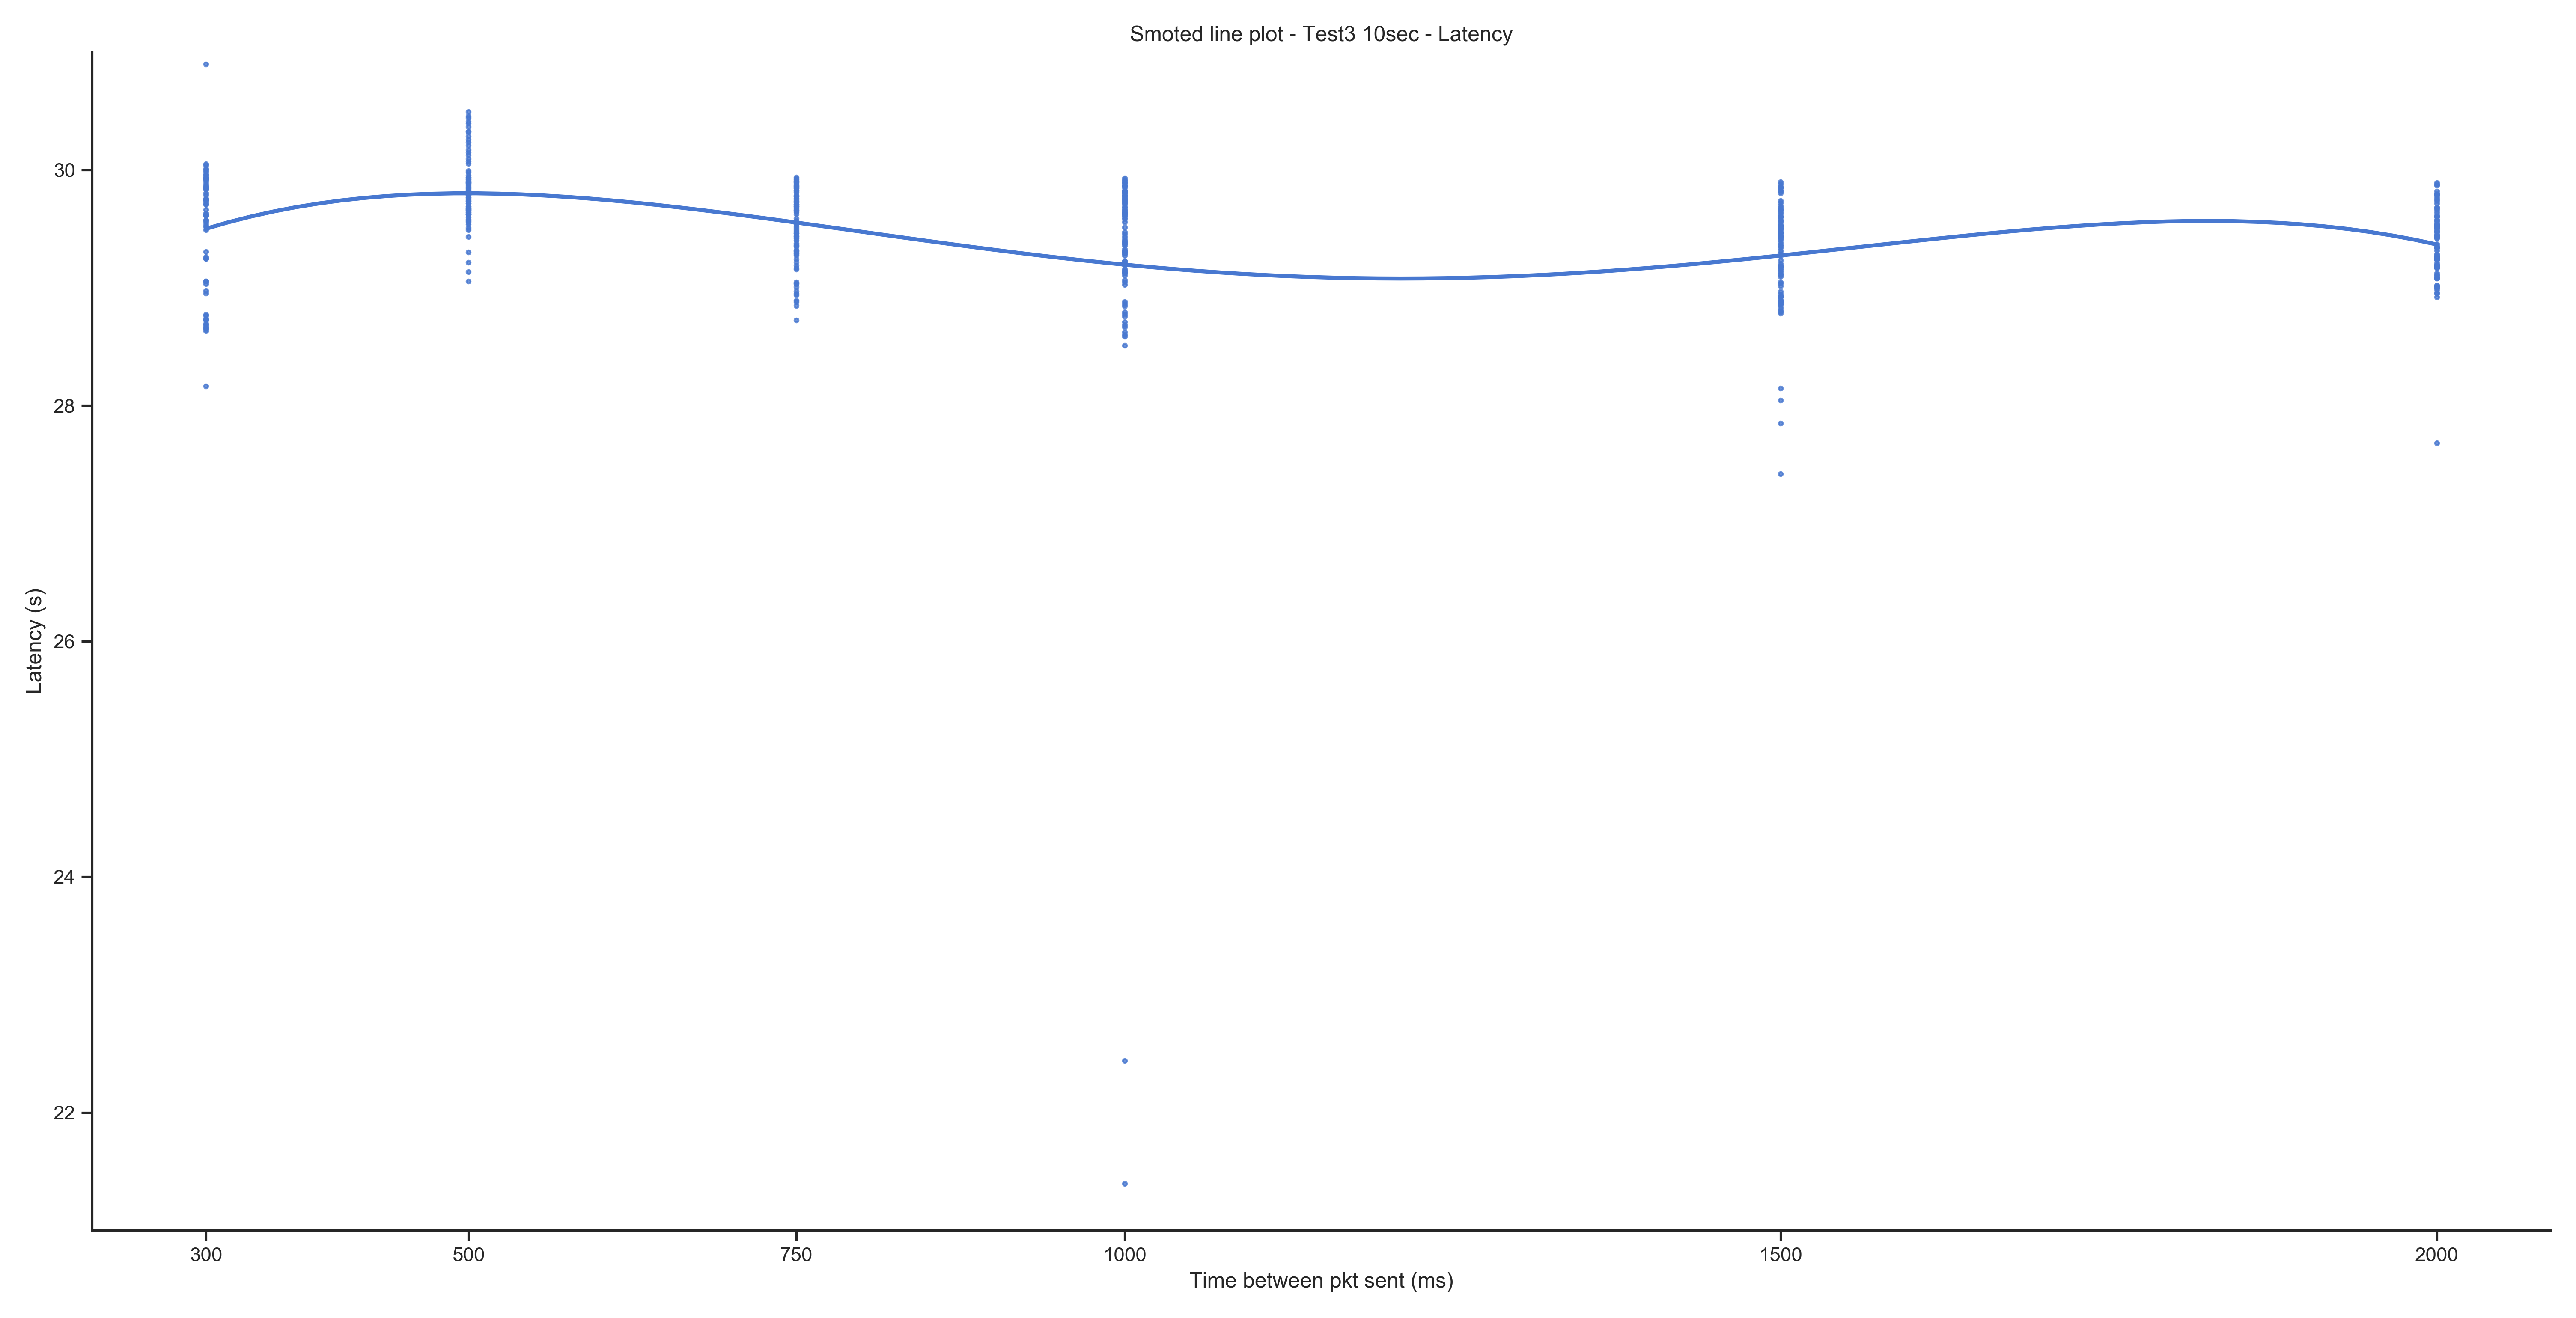 Smoted line plot - Test3 10sec - Latency
Latency (s)
30
28
26
24
22
300 500 750 1000 1500 2000
Time between pkt sent (ms)